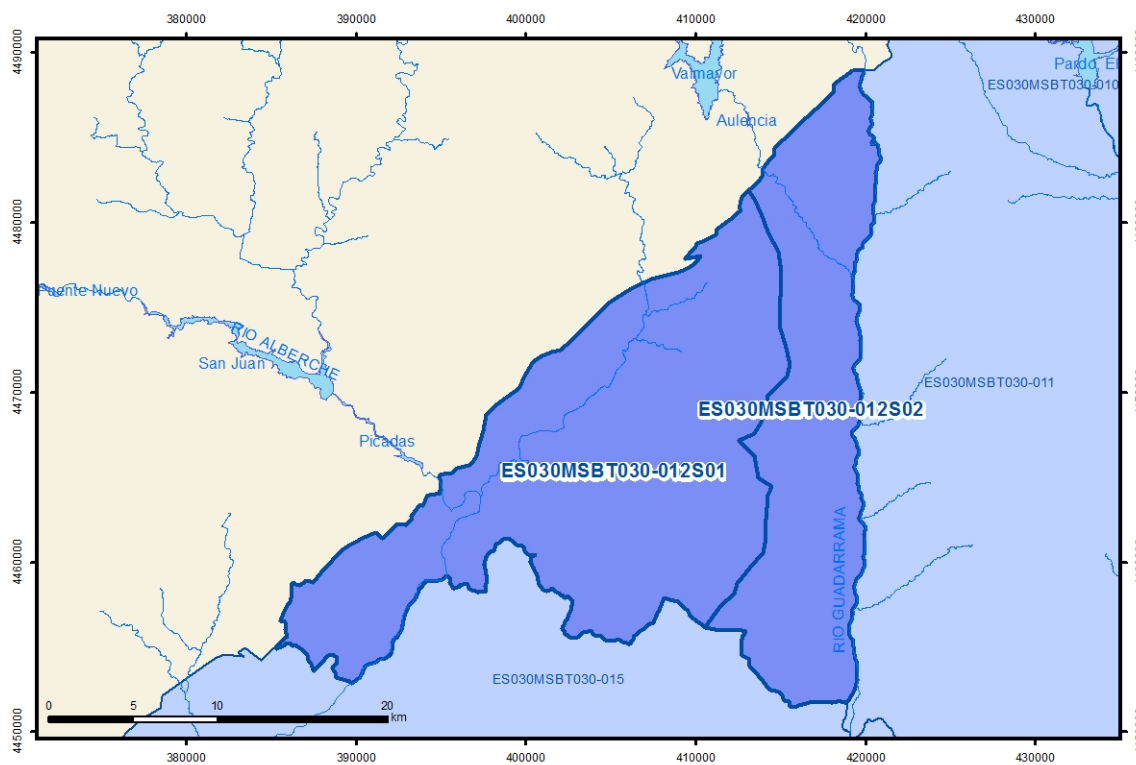 380000 390000 400000 410000 420000 430000
4490000
Valmayor
Pardo, El
ES030MSBT030-010
Aulencia
4480000
Puente Nuevo
RIO ALBERCHE
San Juan
ES030MSBT030-011
4470000
ES030MSBT030-012S02
Picadas
ES030MSBT030-012S01
RIO GUADARRAMA
4460000
ES030MSBT030-015
0 5 10 20
km
4450000
380000 390000 400000 410000 420000 430000